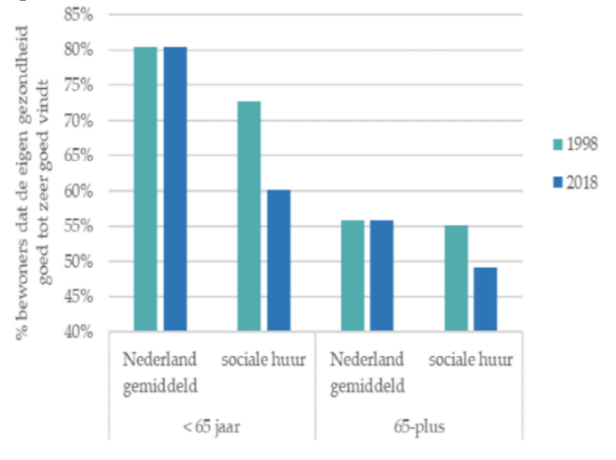 % bewoners dat de eigen gezondheid
goed tot zeer goed vindt
85%
80%
75%
70%
65%
60%
55%
50%
45%
40%
1998
2018
Nederland
gemiddeld
sociale huur
Nederland
gemiddeld
sociale huur
< 65 jaar
65-plus